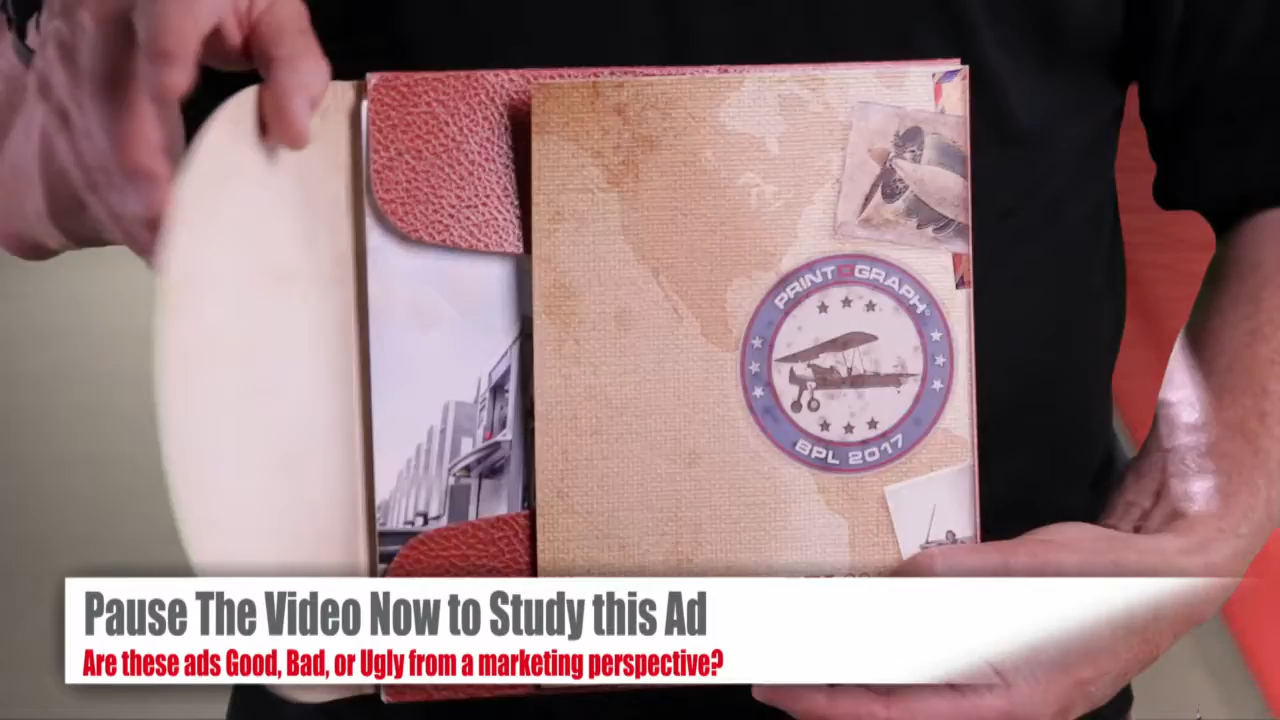 PRINT GRAPH®
BPL 2017
Pause The Video Now to Study this Ad
Are these ads Good, Bad, or Ugly from a marketing perspective?